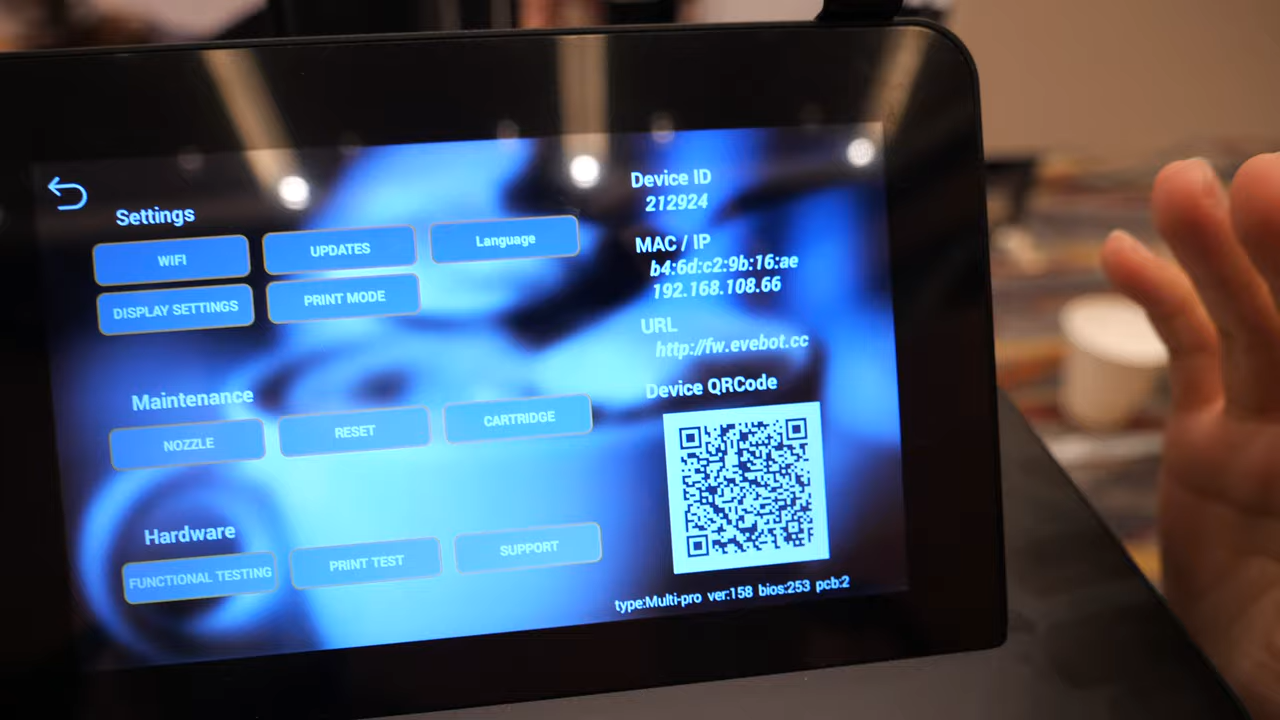 Settings
WIFI
UPDATES
Language
DISPLAY SETTINGS
PRINT MODE
Maintenance
NOZZLE
RESET
CARTRIDGE
Hardware
FUNCTIONAL TESTING
PRINT TEST
SUPPORT
Device ID
212924
MAC / IP
b4:6d:c2:9b:16:ae
192.168.108.66
URL
http://fw.evebot.cc
Device QRCode
type:Multi-pro ver:158 bios:253 pcb:2